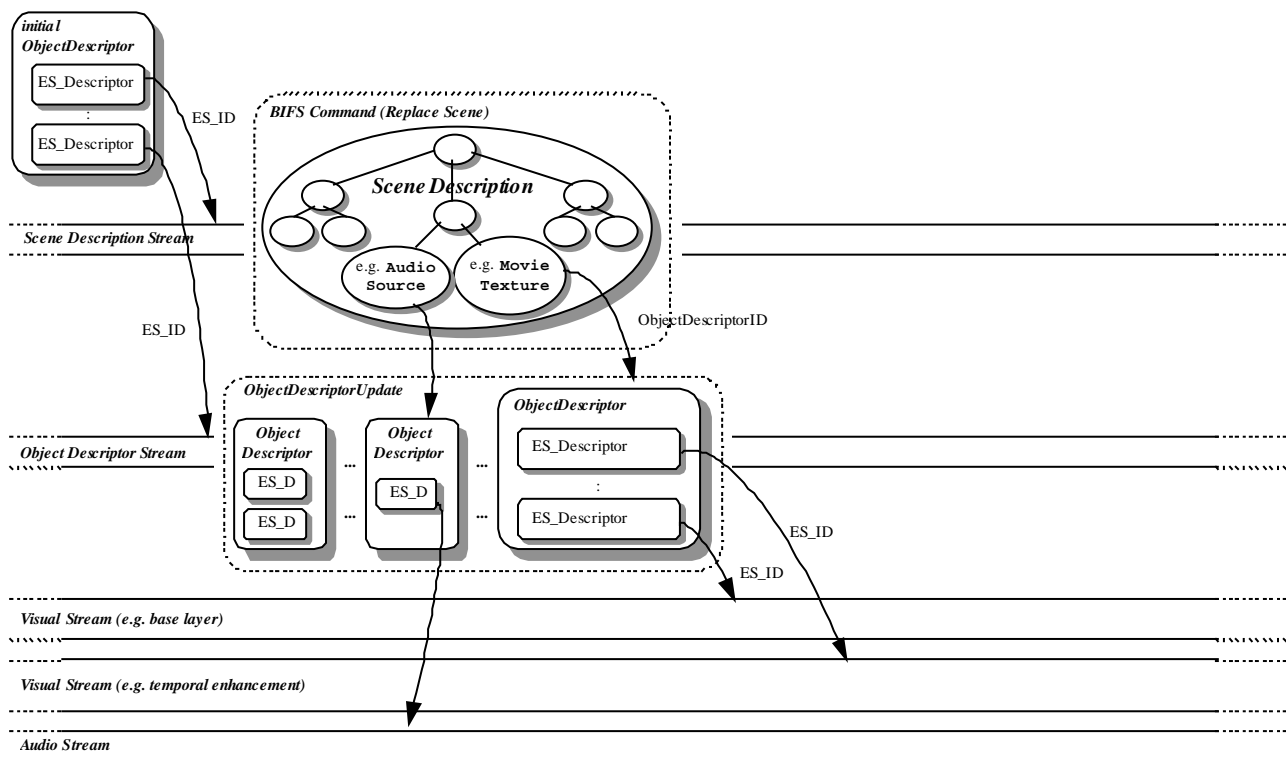 initial
ObjectDescriptor
ES_Descriptor
:
ES_Descriptor
ES_ID
BIFS Command (Replace Scene)
Scene Description
e.g. Audio
Source
e.g. Movie
Texture
Scene Description Stream
ES_ID
ObjectDescriptorID
ObjectDescriptorUpdate
Object
Descriptor
ES_D
ES_D
...
...
Object
Descriptor
ES_D
...
...
ObjectDescriptor
ES_Descriptor
:
ES_Descriptor
Object Descriptor Stream
ES_ID
ES_ID
Visual Stream (e.g. base layer)
Visual Stream (e.g. temporal enhancement)
Audio Stream